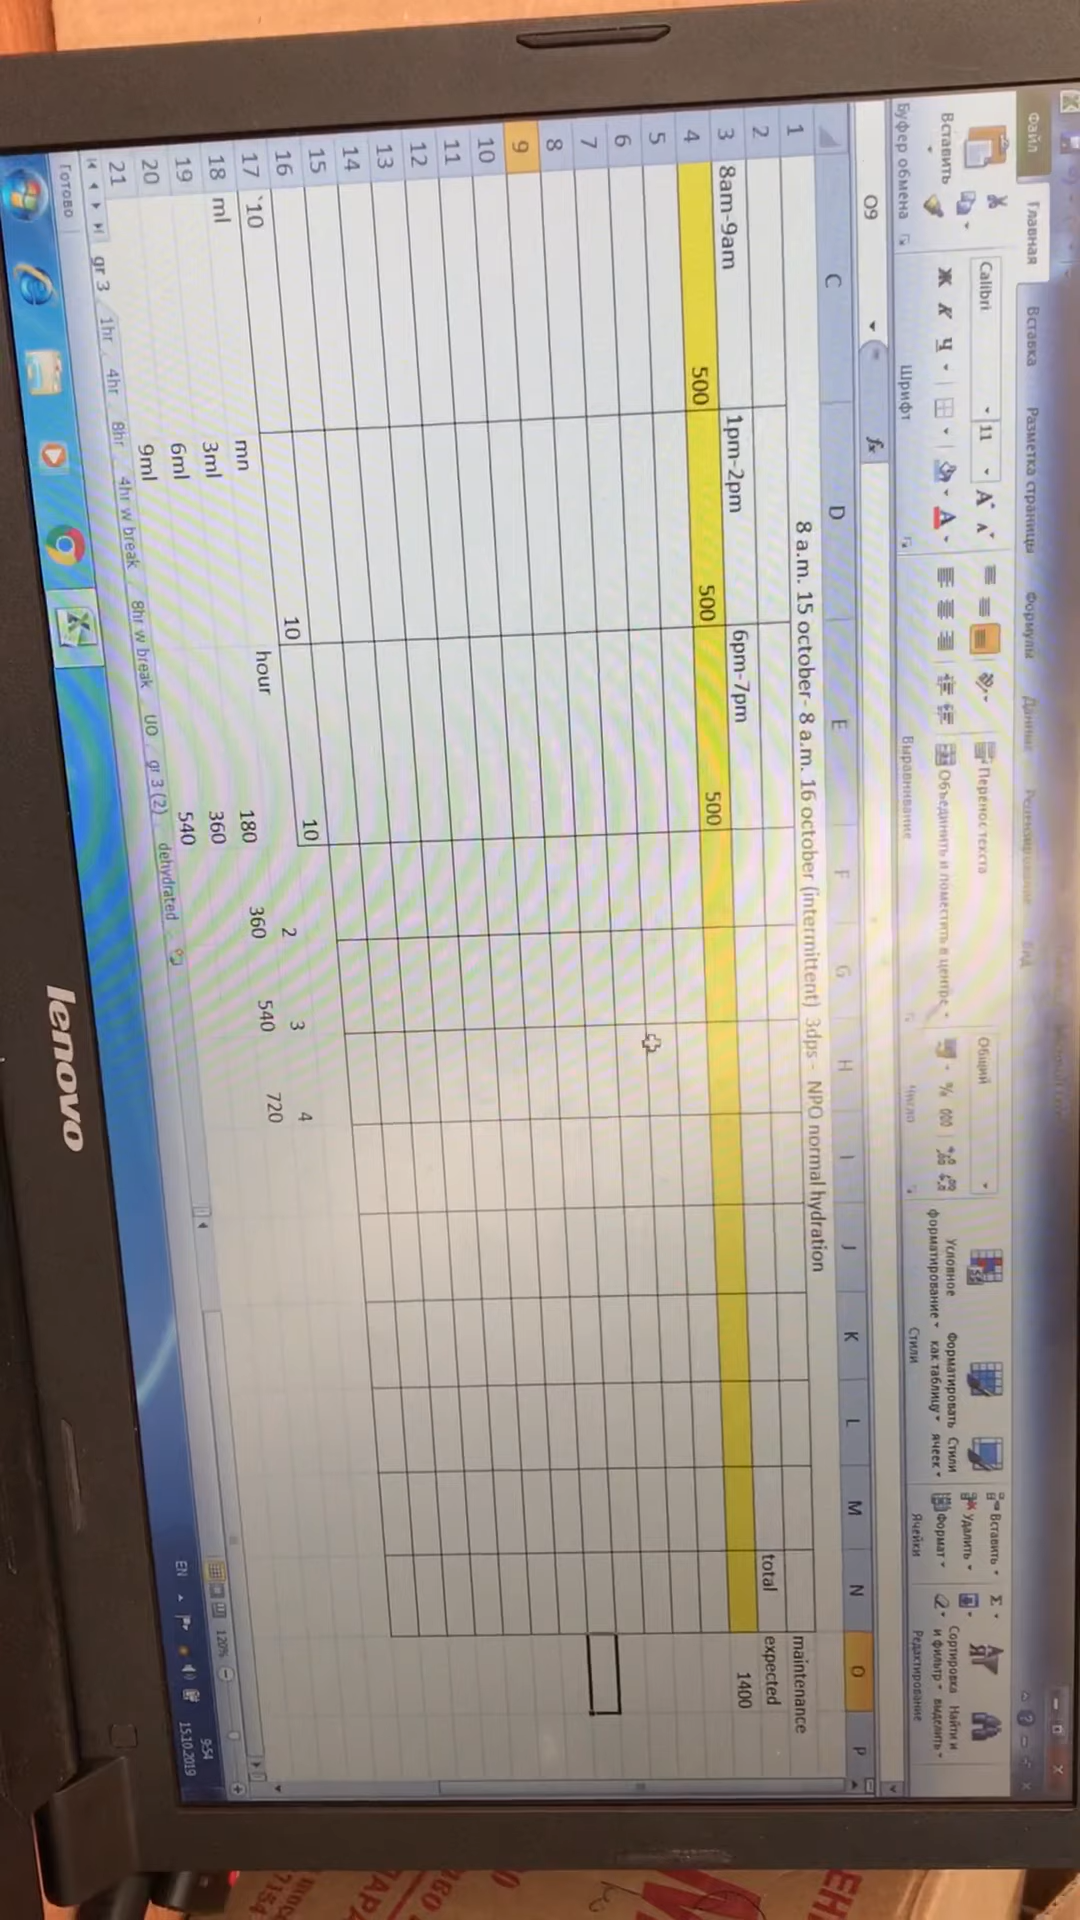 Файл Главная Вставка Разметка страницы Формулы Данные Рецензирование Вид
Вставить
Calibri 11 A A
Ж К Ч А
Перенос текста
Объединить и поместить в центре
Общий
% 000
Условное форматирование
Форматировать как таблицу
Стили ячеек
Вставить
Удалить
Формат
Σ
Сортировка и фильтр
Найти и выделить
Буфер обмена Шрифт Выравнивание Число Стили Ячейки Редактирование
O9 fx
C D E F G H I J K L M N O P
1 8 a.m. 15 october- 8 a.m. 16 october (intermittent) 3dps - NPO normal hydration maintenance
2 total expected
3 8am-9am 1pm-2pm 6pm-7pm 1400
4 500 500 500
5
6
7
8
9
10
11
12
13
14
15
16 10 10
17 `10 mn hour 2 3 4
18 ml 3ml 180 360 540 720
19 6ml 360
20 9ml 540
21
gr 3 1hr 4hr 8hr 4hr w break 8hr w break UO gr 3 (2) dehydrated
Готово 120%
EN 9:54
15.10.2019
lenovo